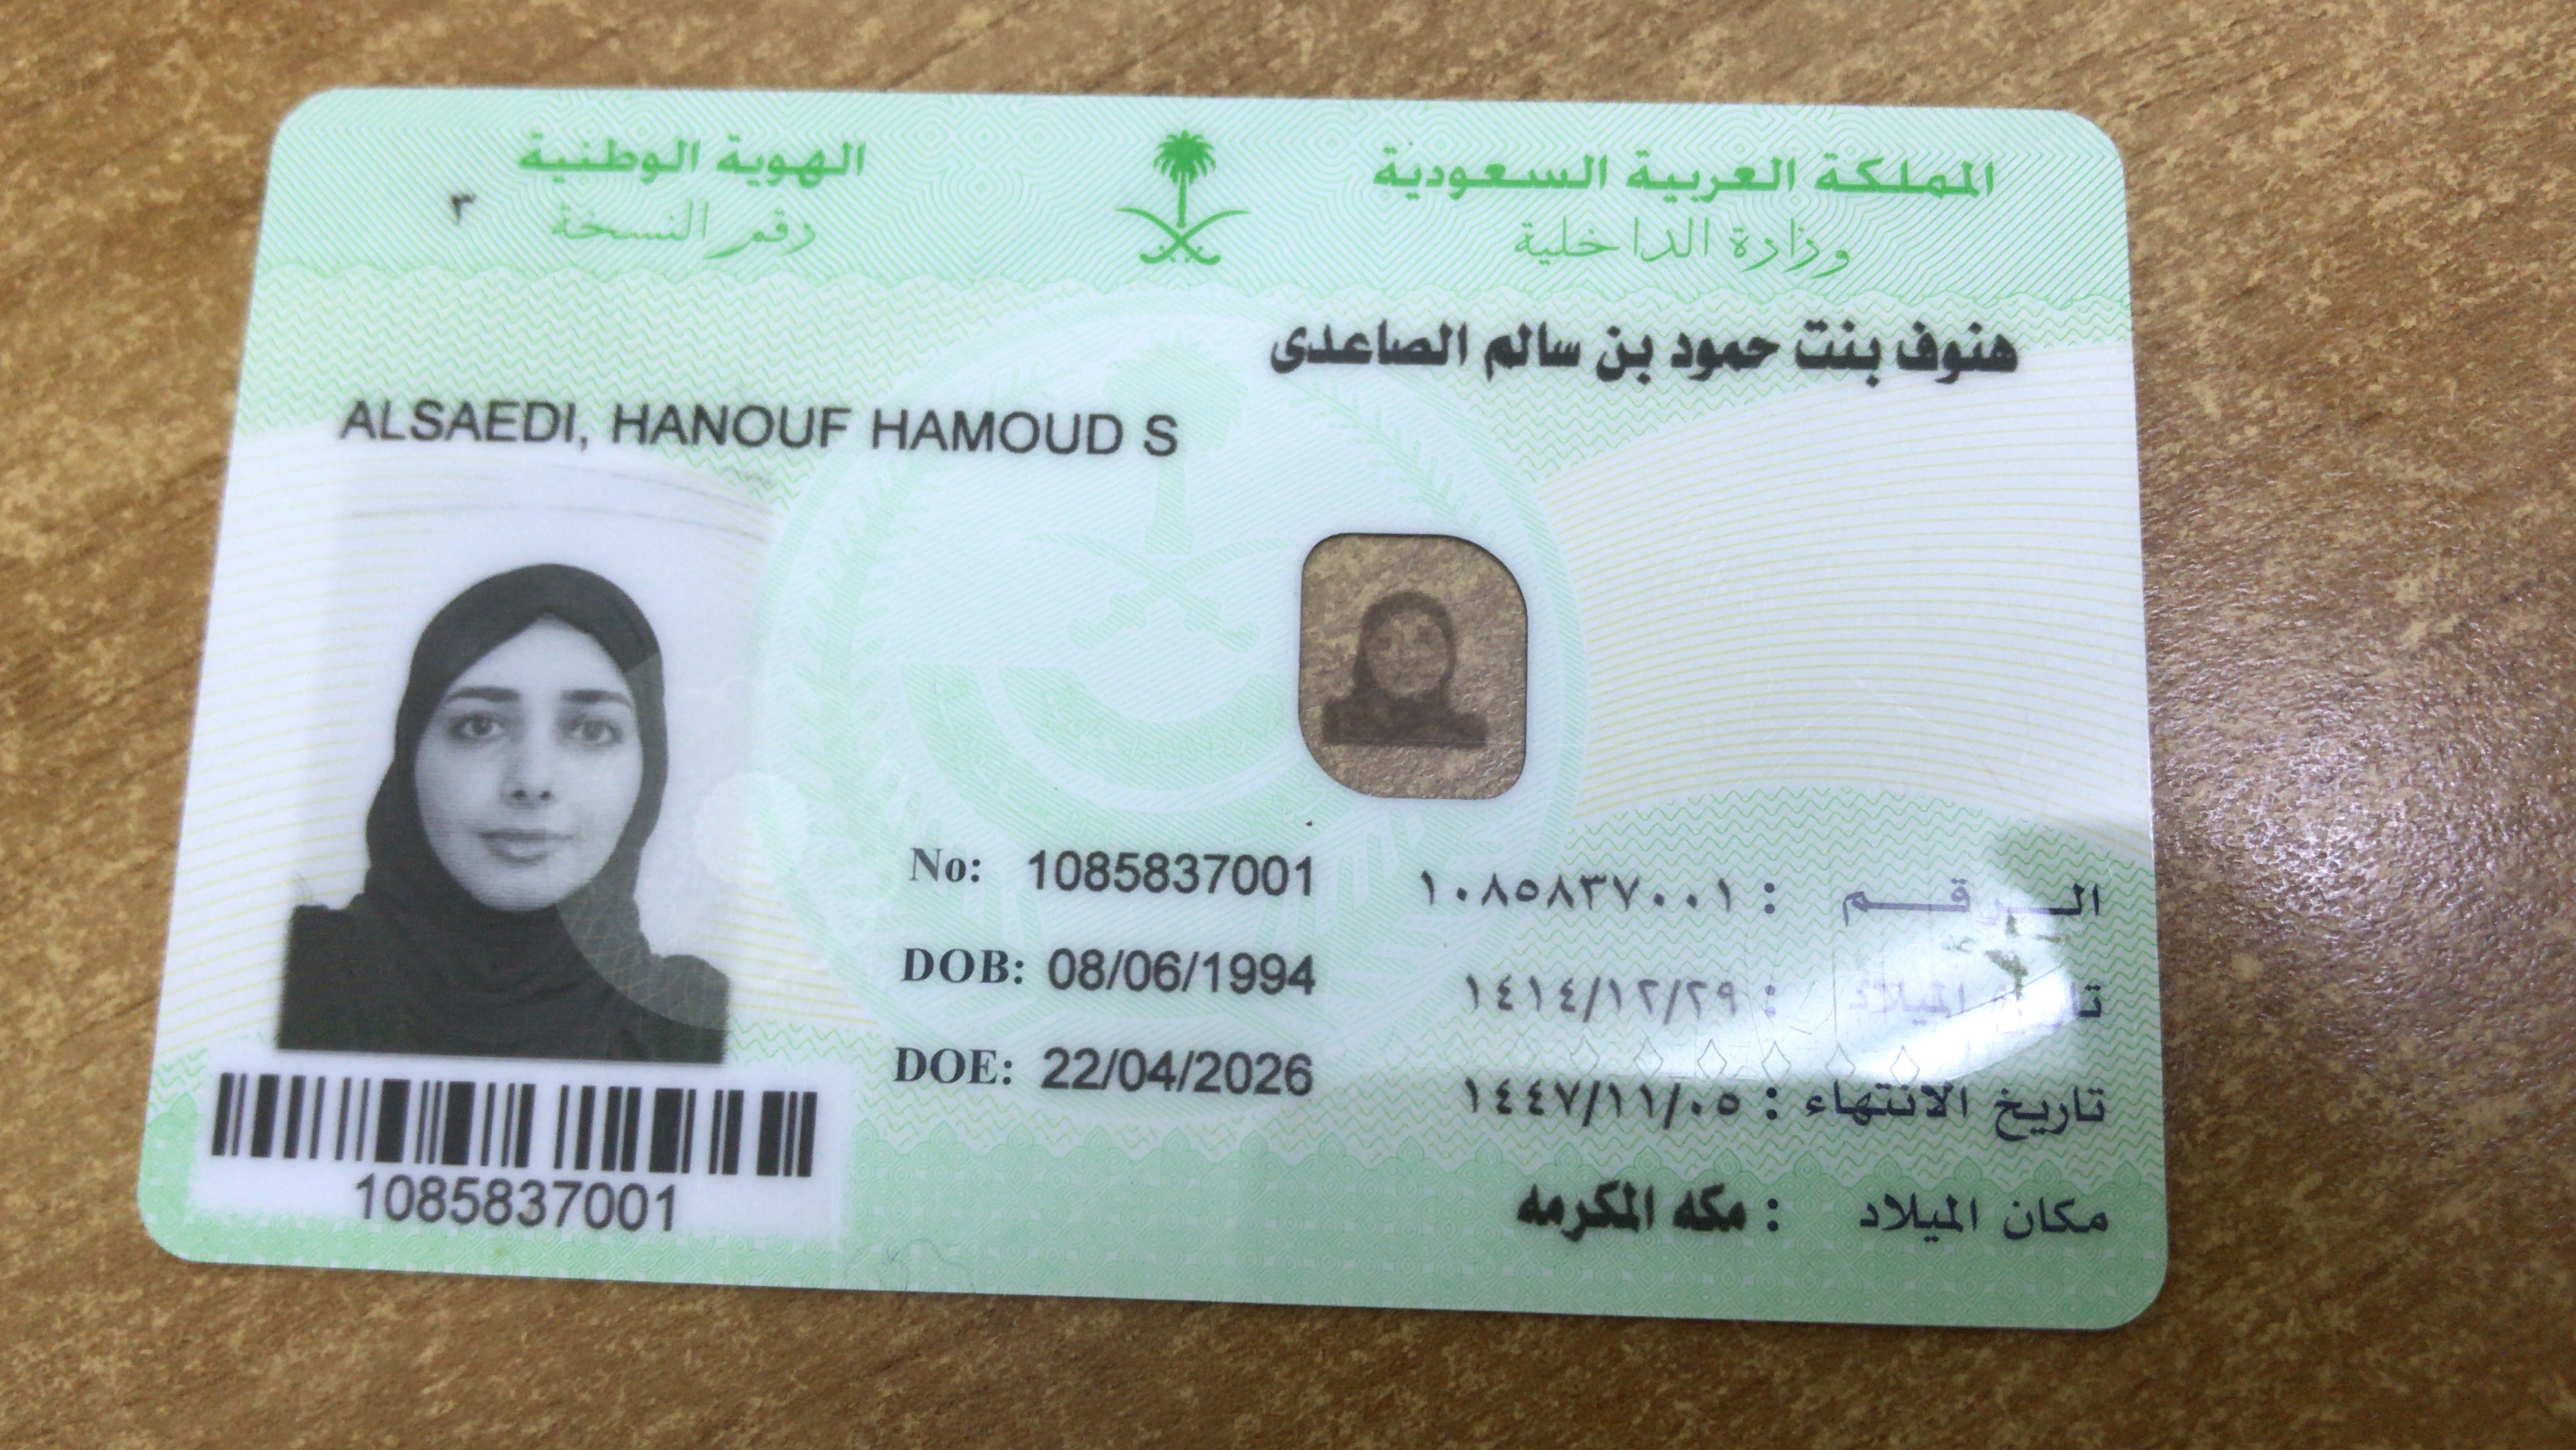 المملكة العربية السعودية
وزارة الداخلية
الهوية الوطنية
رقم النسخة ٣
هنوف بنت حمود بن سالم الصاعدى
ALSAEDI, HANOUF HAMOUD S
No: 1085837001
الرقم : ١٠٨٥٨٣٧٠٠١
DOB: 08/06/1994
تاريخ الميلاد : ١٤١٤/١٢/٢٩
DOE: 22/04/2026
تاريخ الانتهاء : ١٤٤٧/١١/٠٥
مكان الميلاد : مكه المكرمه
1085837001